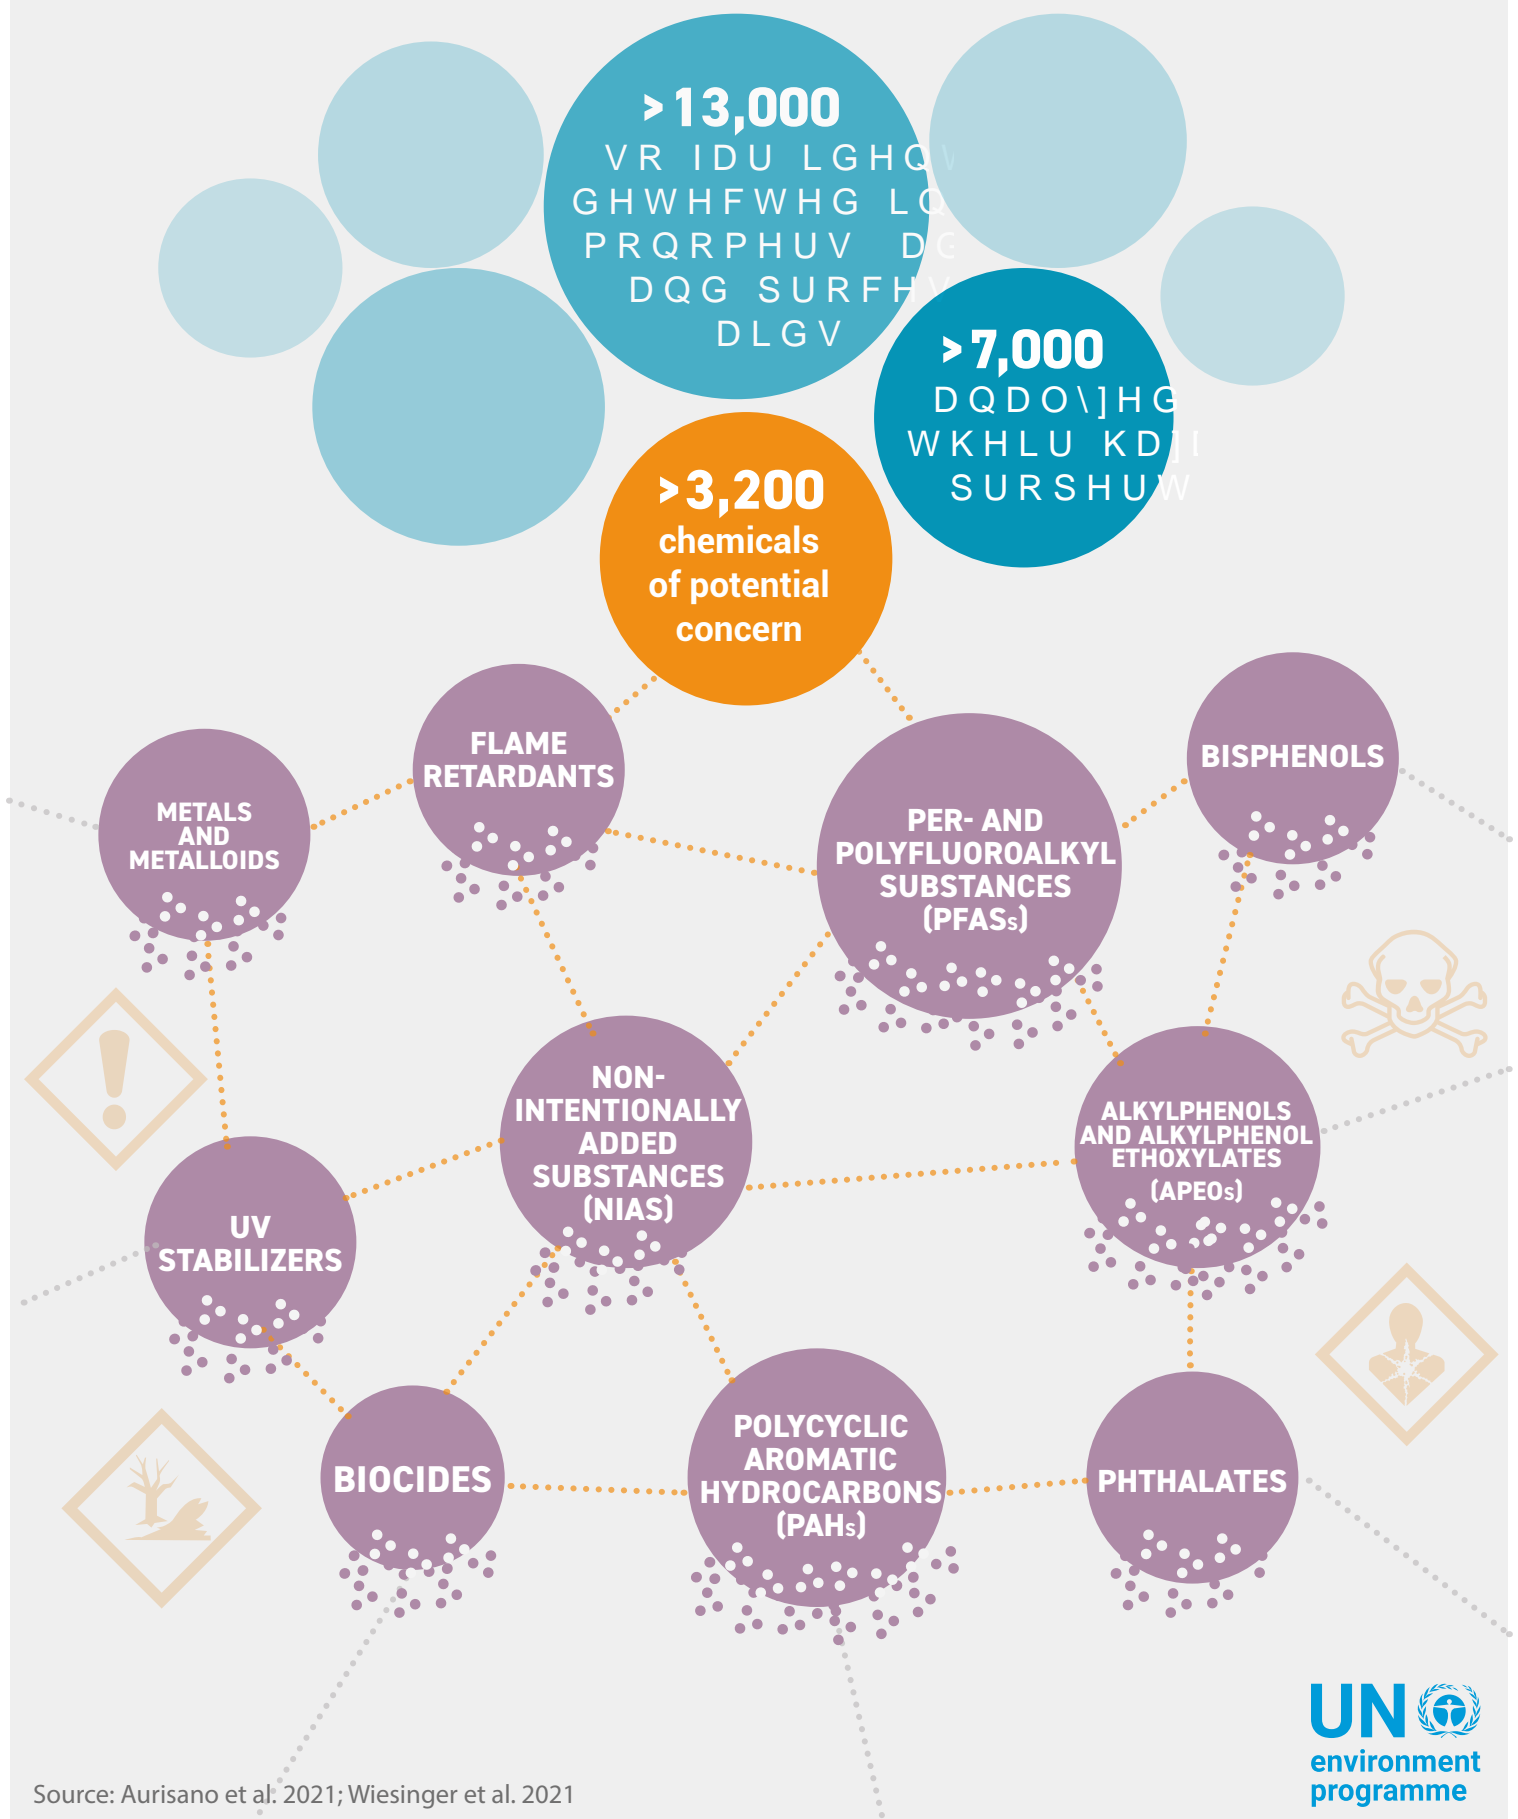 >13,000
VR IDU LGHQ
GHWHFWHG LQ
PRQRPHUV DG
DQG SURFHV
DLGV
>7,000
DQDO\]HG
WKHLU KD]
SURSHUW
>3,200
chemicals
of potential
concern
FLAME
RETARDANTS
BISPHENOLS
METALS
AND
METALLOIDS
PER- AND
POLYFLUOROALKYL
SUBSTANCES
(PFASs)
NON-
INTENTIONALLY
ADDED
SUBSTANCES
(NIAS)
ALKYLPHENOLS
AND ALKYLPHENOL
ETHOXYLATES
(APEOs)
UV
STABILIZERS
BIOCIDES
POLYCYCLIC
AROMATIC
HYDROCARBONS
(PAHs)
PHTHALATES
UN
environment
programme
Source: Aurisano et al. 2021; Wiesinger et al. 2021